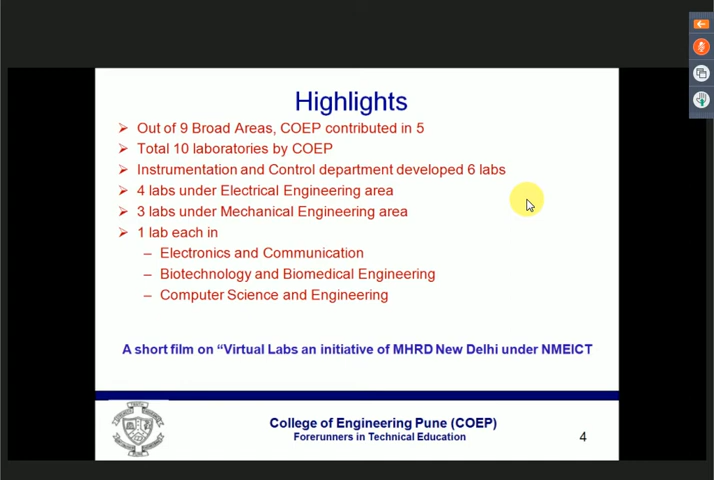 Highlights
➢ Out of 9 Broad Areas, COEP contributed in 5
➢ Total 10 laboratories by COEP
➢ Instrumentation and Control department developed 6 labs
➢ 4 labs under Electrical Engineering area
➢ 3 labs under Mechanical Engineering area
➢ 1 lab each in
– Electronics and Communication
– Biotechnology and Biomedical Engineering
– Computer Science and Engineering
A short film on “Virtual Labs an initiative of MHRD New Delhi under NMEICT
College of Engineering Pune (COEP)
Forerunners in Technical Education
4